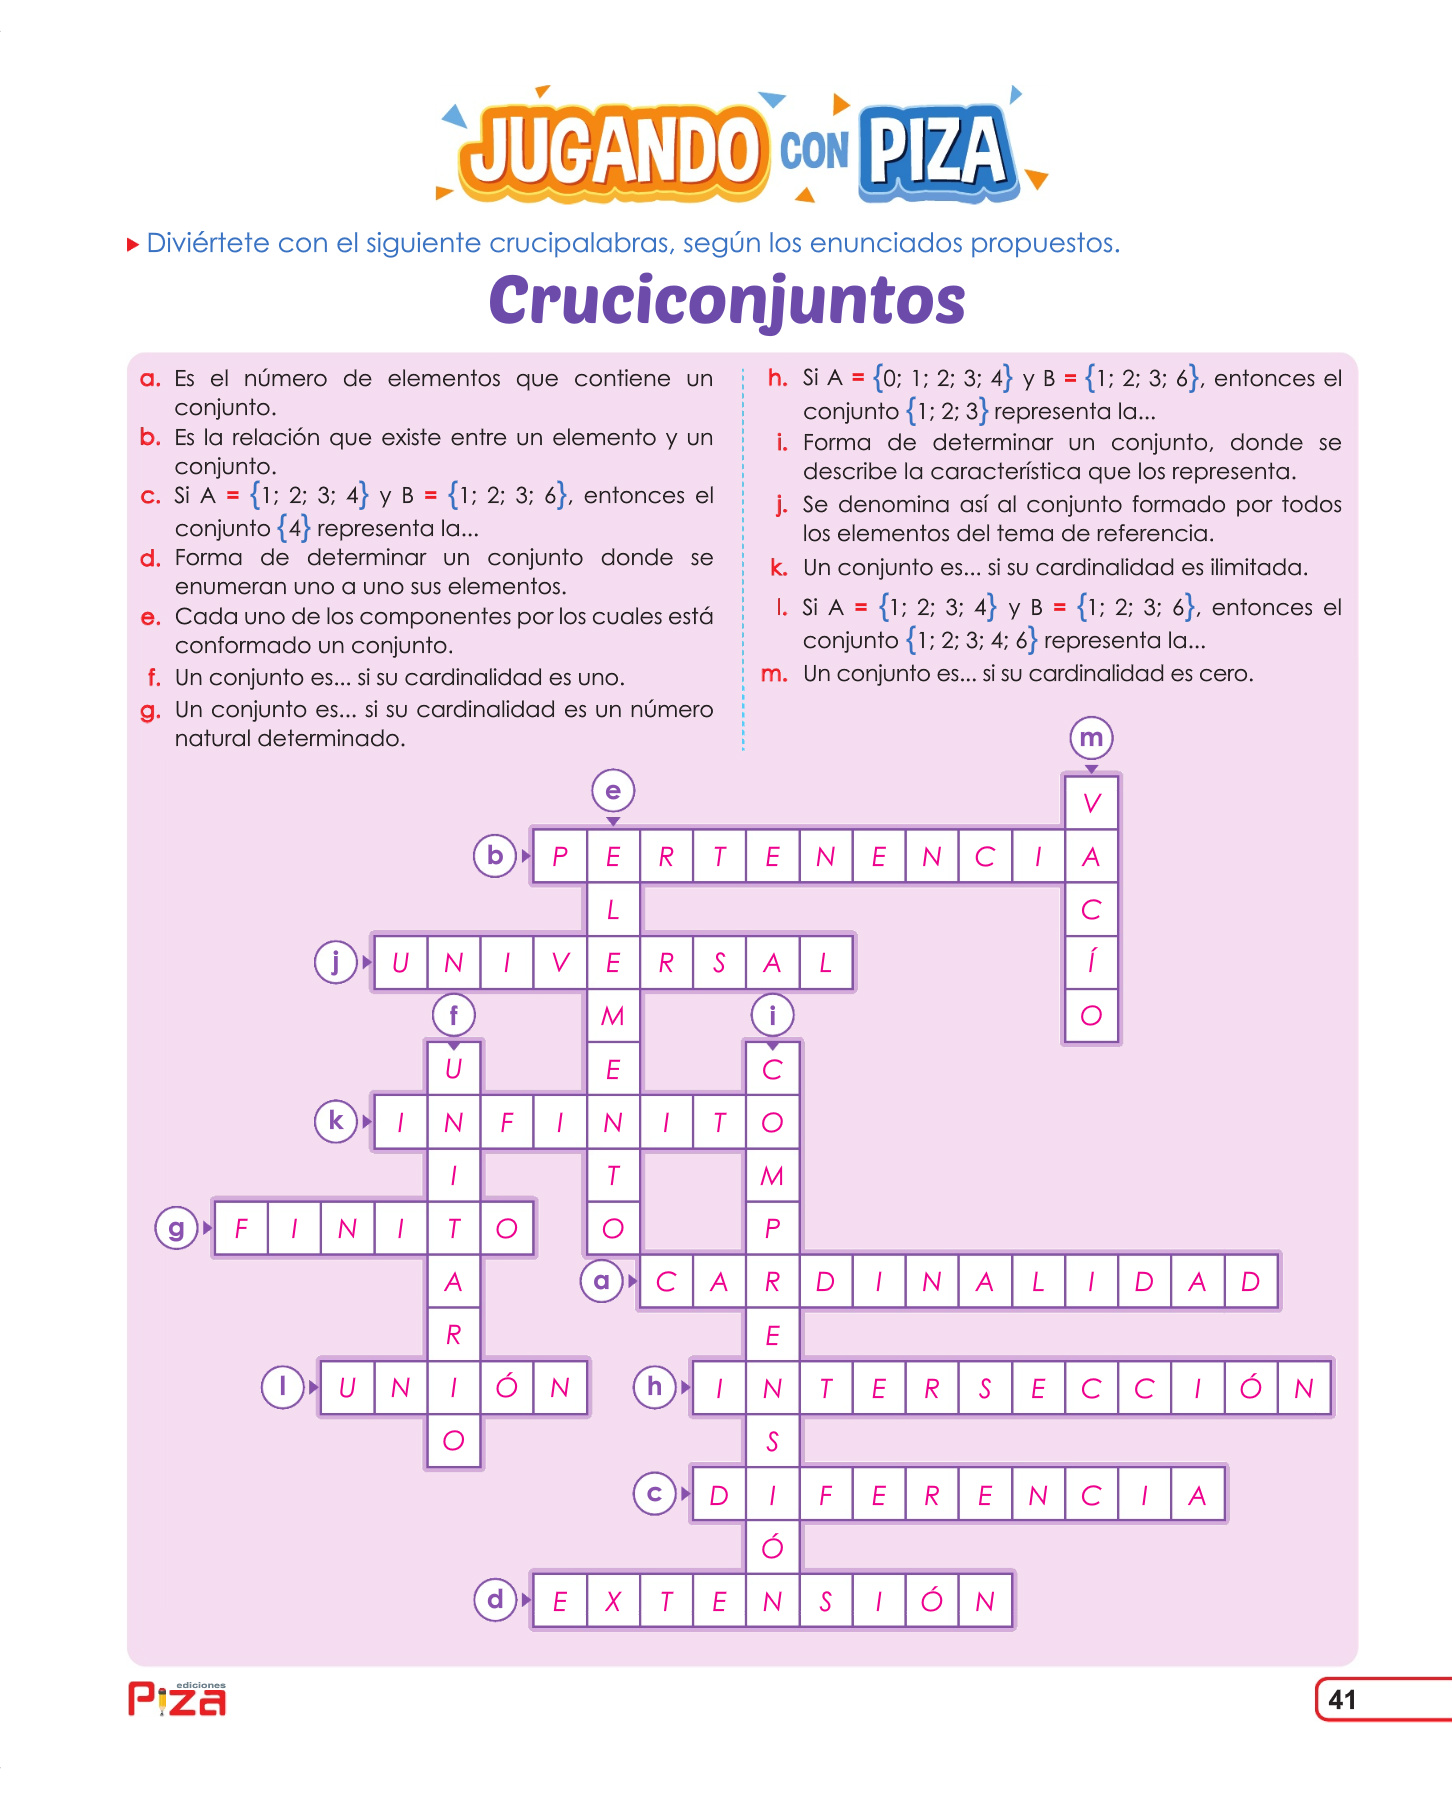 JUGANDO CON PIZA
Diviértete con el siguiente crucipalabras, según los enunciados propuestos.
Cruciconjuntos
a. Es el número de elementos que contiene un
conjunto.
b. Es la relación que existe entre un elemento y un
conjunto.
c. Si A = {1; 2; 3; 4} y B = {1; 2; 3; 6}, entonces el
conjunto {4} representa la...
d. Forma de determinar un conjunto donde se
enumeran uno a uno sus elementos.
e. Cada uno de los componentes por los cuales está
conformado un conjunto.
f. Un conjunto es... si su cardinalidad es uno.
g. Un conjunto es... si su cardinalidad es un número
natural determinado.
h. Si A = {0; 1; 2; 3; 4} y B = {1; 2; 3; 6}, entonces el
conjunto {1; 2; 3} representa la...
i. Forma de determinar un conjunto, donde se
describe la característica que los representa.
j. Se denomina así al conjunto formado por todos
los elementos del tema de referencia.
k. Un conjunto es... si su cardinalidad es ilimitada.
l. Si A = {1; 2; 3; 4} y B = {1; 2; 3; 6}, entonces el
conjunto {1; 2; 3; 4; 6} representa la...
m. Un conjunto es... si su cardinalidad es cero.
m
e
V
b P E R T E N E N C I A
L C
j U N I V E R S A L Í
f M i O
U E C
k I N F I N I T O
I T M
g F I N I T O O P
A a C A R D I N A L I D A D
R E
l U N I Ó N h I N T E R S E C C I Ó N
O S
c D I F E R E N C I A
Ó
d E X T E N S I Ó N
ediciones
Piza
41